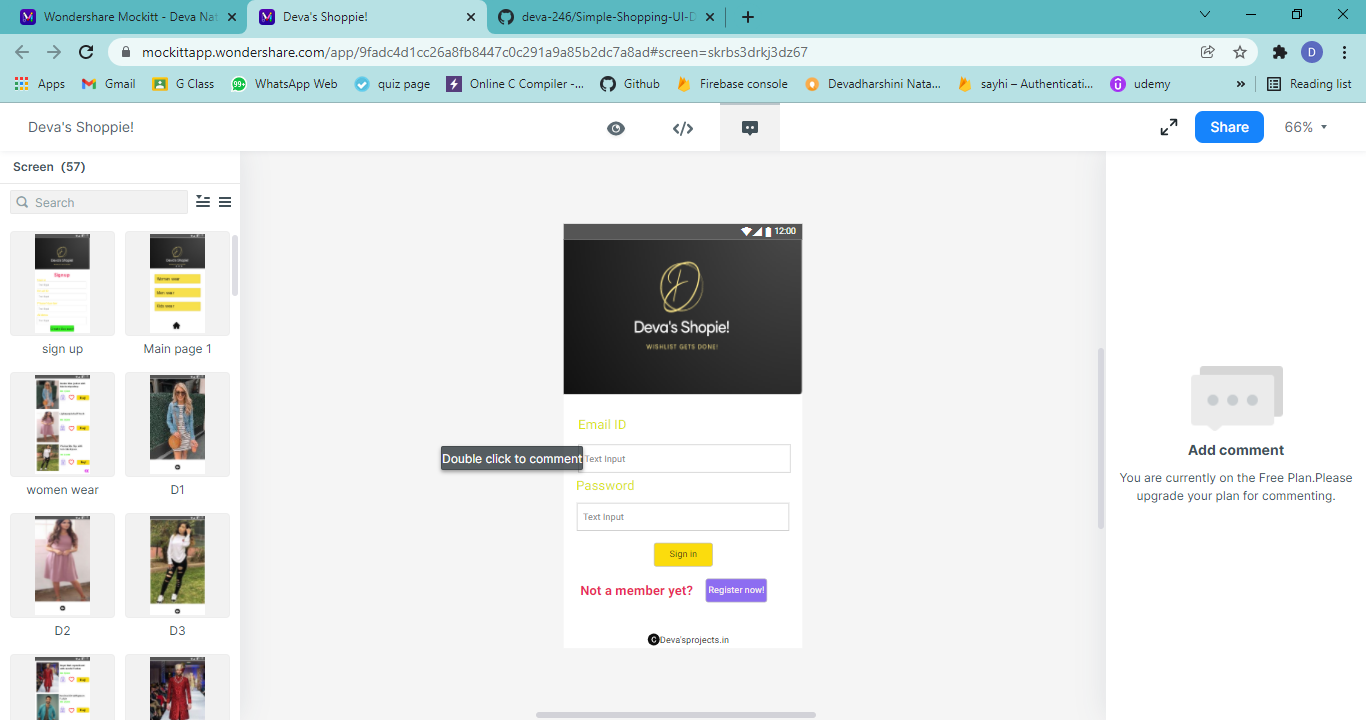 Wondershare Mockitt - Deva Nat
Deva's Shoppie!
deva-246/Simple-Shopping-UI-D
mockittapp.wondershare.com/app/9fadc4d1cc26a8fb8447c0c291a9a85b2dc7a8ad#screen=skrbs3drkj3dz67
D
Apps
Gmail
G Class
99+
WhatsApp Web
quiz page
Online C Compiler -...
Github
Firebase console
Devadharshini Nata...
sayhi – Authenticati...
udemy
»
Reading list
Deva's Shoppie!
</>
Share
66%
Screen (57)
Search
sign up
Main page 1
women wear
D1
D2
D3
12:00
Deva's Shopie!
WISHLIST GETS DONE!
Email ID
Double click to comment
Text Input
Password
Text Input
Sign in
Not a member yet?
Register now!
C Deva'sprojects.in
Add comment
You are currently on the Free Plan.Please
upgrade your plan for commenting.